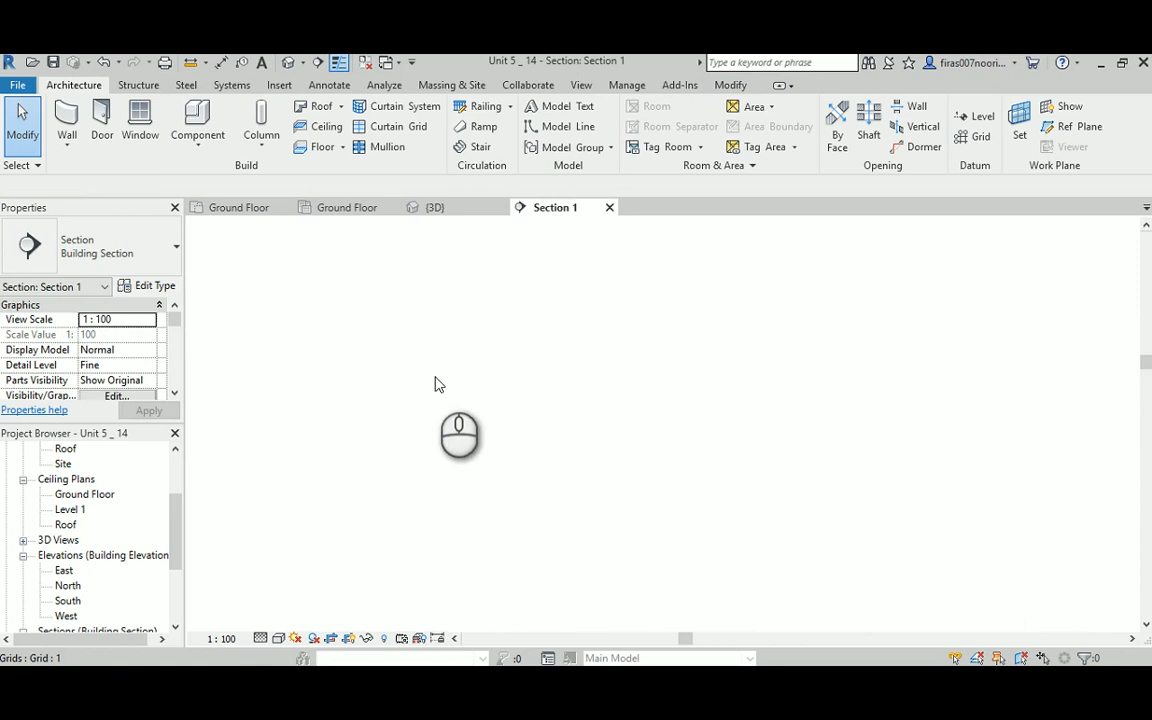 Unit 5 _ 14 - Section: Section 1
Type a keyword or phrase
firas007noori...
File Architecture Structure Steel Systems Insert Annotate Analyze Massing & Site Collaborate View Manage Add-Ins Modify
Modify Wall Door Window Component Column
Roof Curtain System Railing Model Text Room Area Wall Level Show
Ceiling Curtain Grid Ramp Model Line Room Separator Area Boundary By Face Shaft Vertical Grid Set Ref Plane
Floor Mullion Stair Model Group Tag Room Tag Area Dormer Viewer
Select Build Circulation Model Room & Area Opening Datum Work Plane
Properties
Ground Floor Ground Floor {3D} Section 1
Section
Building Section
Section: Section 1 Edit Type
Graphics
View Scale 1 : 100
Scale Value 1: 100
Display Model Normal
Detail Level Fine
Parts Visibility Show Original
Visibility/Grap... Edit...
Properties help Apply
Project Browser - Unit 5 _ 14
Roof
Site
Ceiling Plans
Ground Floor
Level 1
Roof
3D Views
Elevations (Building Elevation
East
North
South
West
Sections (Building Section)
1 : 100
Grids : Grid : 1 :0 Main Model :0